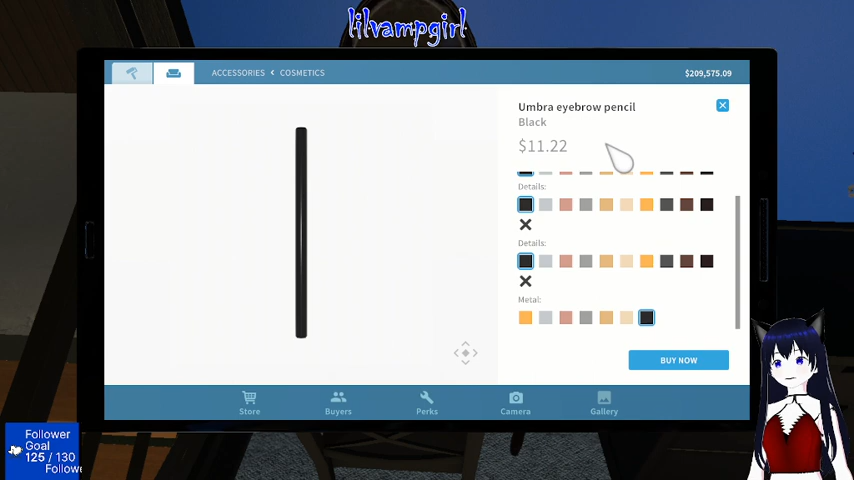 lilvampgirl
ACCESSORIES < COSMETICS
$209,575.09
Umbra eyebrow pencil
Black
$11.22
Details:
Details:
Metal:
BUY NOW
Store
Buyers
Perks
Camera
Gallery
Follower
Goal
125 / 130
Followe